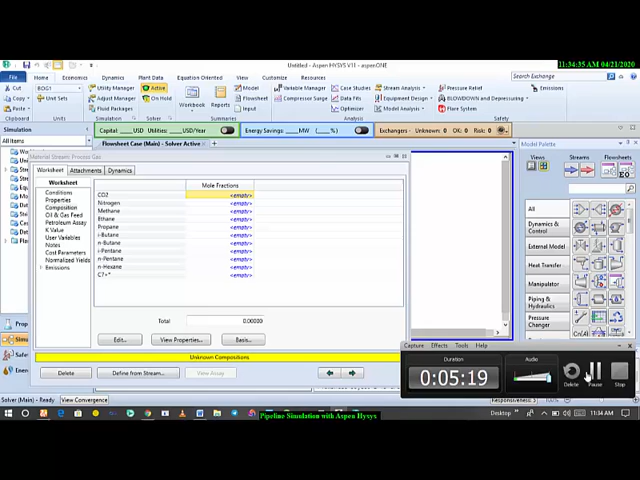 11:34:35 AM 04/21/2020
Untitled - Aspen HYSYS V11 - aspenONE
File Home Economics Dynamics Plant Data Equation Oriented View Customize Resources Search Exchange
Cut BOG1 Utility Manager Active Model Variable Manager Case Studies Stream Analysis Pressure Relief Emissions
Copy Unit Sets Adjust Manager On Hold Flowsheet Compressor Surge Data Fits Equipment Design BLOWDOWN and Depressuring
Paste Fluid Packages Workbook Reports Input Optimizer Model Analysis Flare System
Clipboard Units Simulation Solver Summaries Analysis Safety
Simulation Capital: USD Utilities: USD/Year Energy Savings: MW ( %) Exchangers - Unknown: 0 OK: 0 Risk: 0
All Items Flowsheet Case (Main) - Solver Active + Model Palette
Material Stream: Process Gas
Views Streams Flowsheets
Worksheet Attachments Dynamics
EO
Worksheet
Conditions
Properties
Composition
Oil & Gas Feed
Petroleum Assay
K Value
User Variables
Notes
Cost Parameters
Normalized Yields
Emissions
Mole Fractions
CO2 <empty>
Nitrogen <empty>
Methane <empty>
Ethane <empty>
Propane <empty>
i-Butane <empty>
n-Butane <empty>
i-Pentane <empty>
n-Pentane <empty>
n-Hexane <empty>
C7+* <empty>
Total 0.00000
Edit... View Properties... Basis...
Unknown Compositions
Delete Define from Stream... View Assay
All
Dynamics & Control
External Model
Heat Transfer
Manipulator
Piping & Hydraulics
Pressure Changer
Prop
Simu
Safe
Ener
Capture Effects Tools Help
Duration Audio
0:05:19
Delete Pause Stop
Solver (Main) - Ready View Convergence Responsiveness
Desktop 11:34 AM
Pipeline Simulation with Aspen Hysys